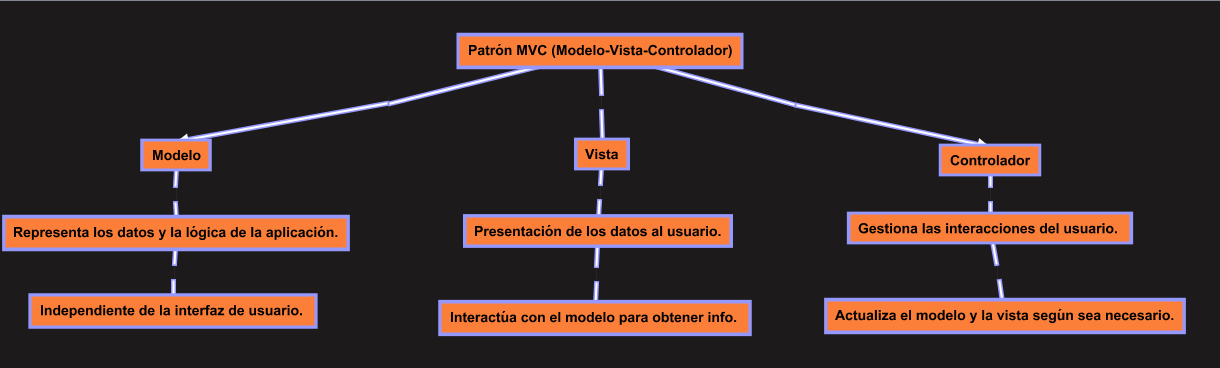 Patrón MVC (Modelo-Vista-Controlador)
Modelo
Vista
Controlador
Representa los datos y la lógica de la aplicación.
Presentación de los datos al usuario.
Gestiona las interacciones del usuario.
Independiente de la interfaz de usuario.
Interactúa con el modelo para obtener info.
Actualiza el modelo y la vista según sea necesario.